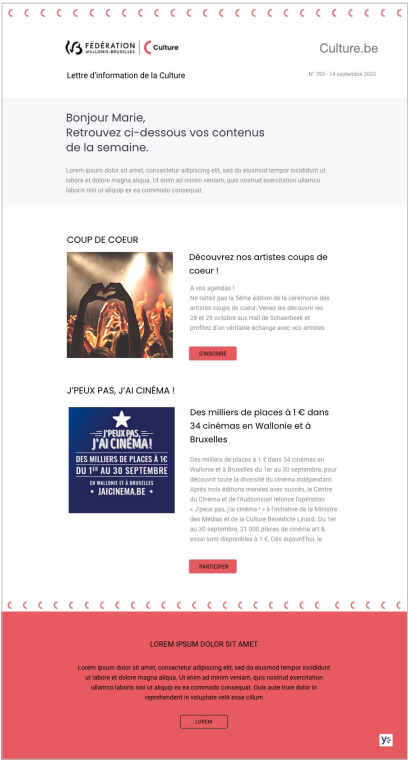 FÉDÉRATION
WALLONIE-BRUXELLES
Culture
Culture.be
Lettre d'information de la Culture
N° 393 - 14 septembre 2023
Bonjour Marie,
Retrouvez ci-dessous vos contenus
de la semaine.
Lorem ipsum dolor sit amet, consectetur adipiscing elit, sed do eiusmod tempor incididunt ut
labore et dolore magna aliqua. Ut enim ad minim veniam, quis nostrud exercitation ullamco
laboris nisi ut aliquip ex ea commodo consequat.
COUP DE COEUR
Découvrez nos artistes coups de
coeur !
A vos agendas !
Ne rattez pas la 5ème édition de la cérémonie des
artistes coups de coeur. Venez les découvrir les
28 et 29 octobre aus Hall de Schaerbeek et
profitez d'un véritable échange avec vos artistes
S'INSCRIRE
J'PEUX PAS, J'AI CINÉMA !
J'PEUX PAS,
J'AI CINÉMA!
DES MILLIERS DE PLACES À 1€
DU 1ER AU 30 SEPTEMBRE
EN WALLONIE ET À BRUXELLES
JAICINEMA.BE
Des milliers de places à 1 € dans
34 cinémas en Wallonie et à
Bruxelles
Des milliers de places à 1 € dans 34 cinémas en
Wallonie et à Bruxelles du 1er au 30 septembre, pour
découvrir toute la diversité du cinéma indépendant.
Après trois éditions menées avec succès, le Centre
du Cinéma et de l'Audiovisuel relance l'opération
« J'peux pas, j'ai cinéma ! » à l'initiative de la Ministre
des Médias et de la Culture Bénédicte Linard. Du 1er
au 30 septembre, 21 000 places de cinéma art &
essai sont disponibles à 1 €. Dès aujourd'hui, le
PARTICIPER
LOREM IPSUM DOLOR SIT AMET
Lorem ipsum dolor sit amet, consectetur adipiscing elit, sed do eiusmod tempor incididunt
ut labore et dolore magna aliqua. Ut enim ad minim veniam, quis nostrud exercitation
ullamco laboris nisi ut aliquip ex ea commodo consequat. Duis aute irure dolor in
reprehenderit in voluptate velit esse cillum
LOREM